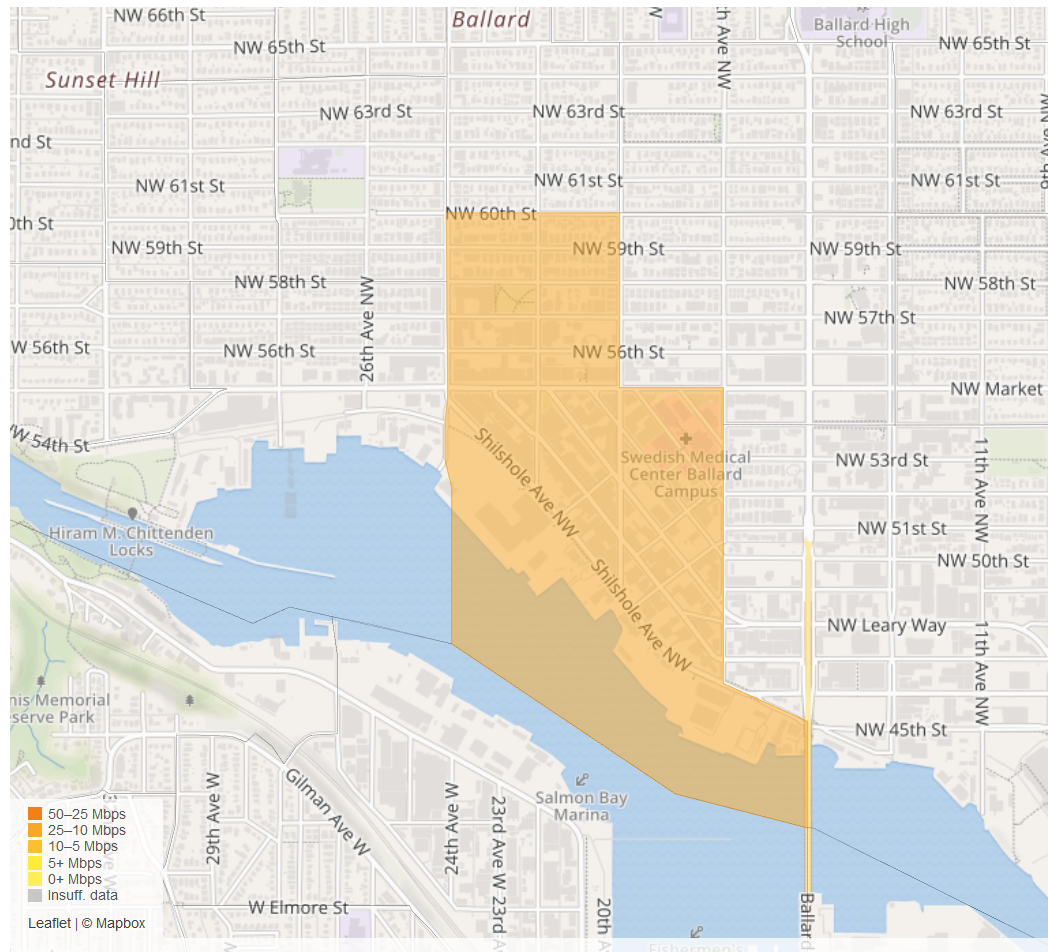 NW 66th St
Ballard
Ballard High
School
NW 65th St
NW 65th St
Sunset Hill
th Ave NW
NW 63rd St
NW 63rd St
NW 63rd St
nd St
NW 61st St
NW 61st St
NW 61st St
0th St
NW 60th St
NW 59th St
NW 59th St
NW 59th St
NW 58th St
NW 58th St
26th Ave NW
NW 57th St
W 56th St
NW 56th St
NW 56th St
NW Market
NW 54th St
Shilshole Ave NW
Swedish Medical
Center Ballard
Campus
NW 53rd St
11th Ave NW
Hiram M. Chittenden
Locks
NW 51st St
NW 50th St
Shilshole Ave NW
NW Leary Way
11th Ave NW
nis Memorial
serve Park
NW 45th St
Gilman Ave W
29th Ave W
24th Ave W
23rd Ave W
23rd A
Salmon Bay
Marina
20th A
Ballard
W Elmore St
Fishermen's
50–25 Mbps
25–10 Mbps
10–5 Mbps
5+ Mbps
0+ Mbps
Insuff. data
Leaflet | © Mapbox